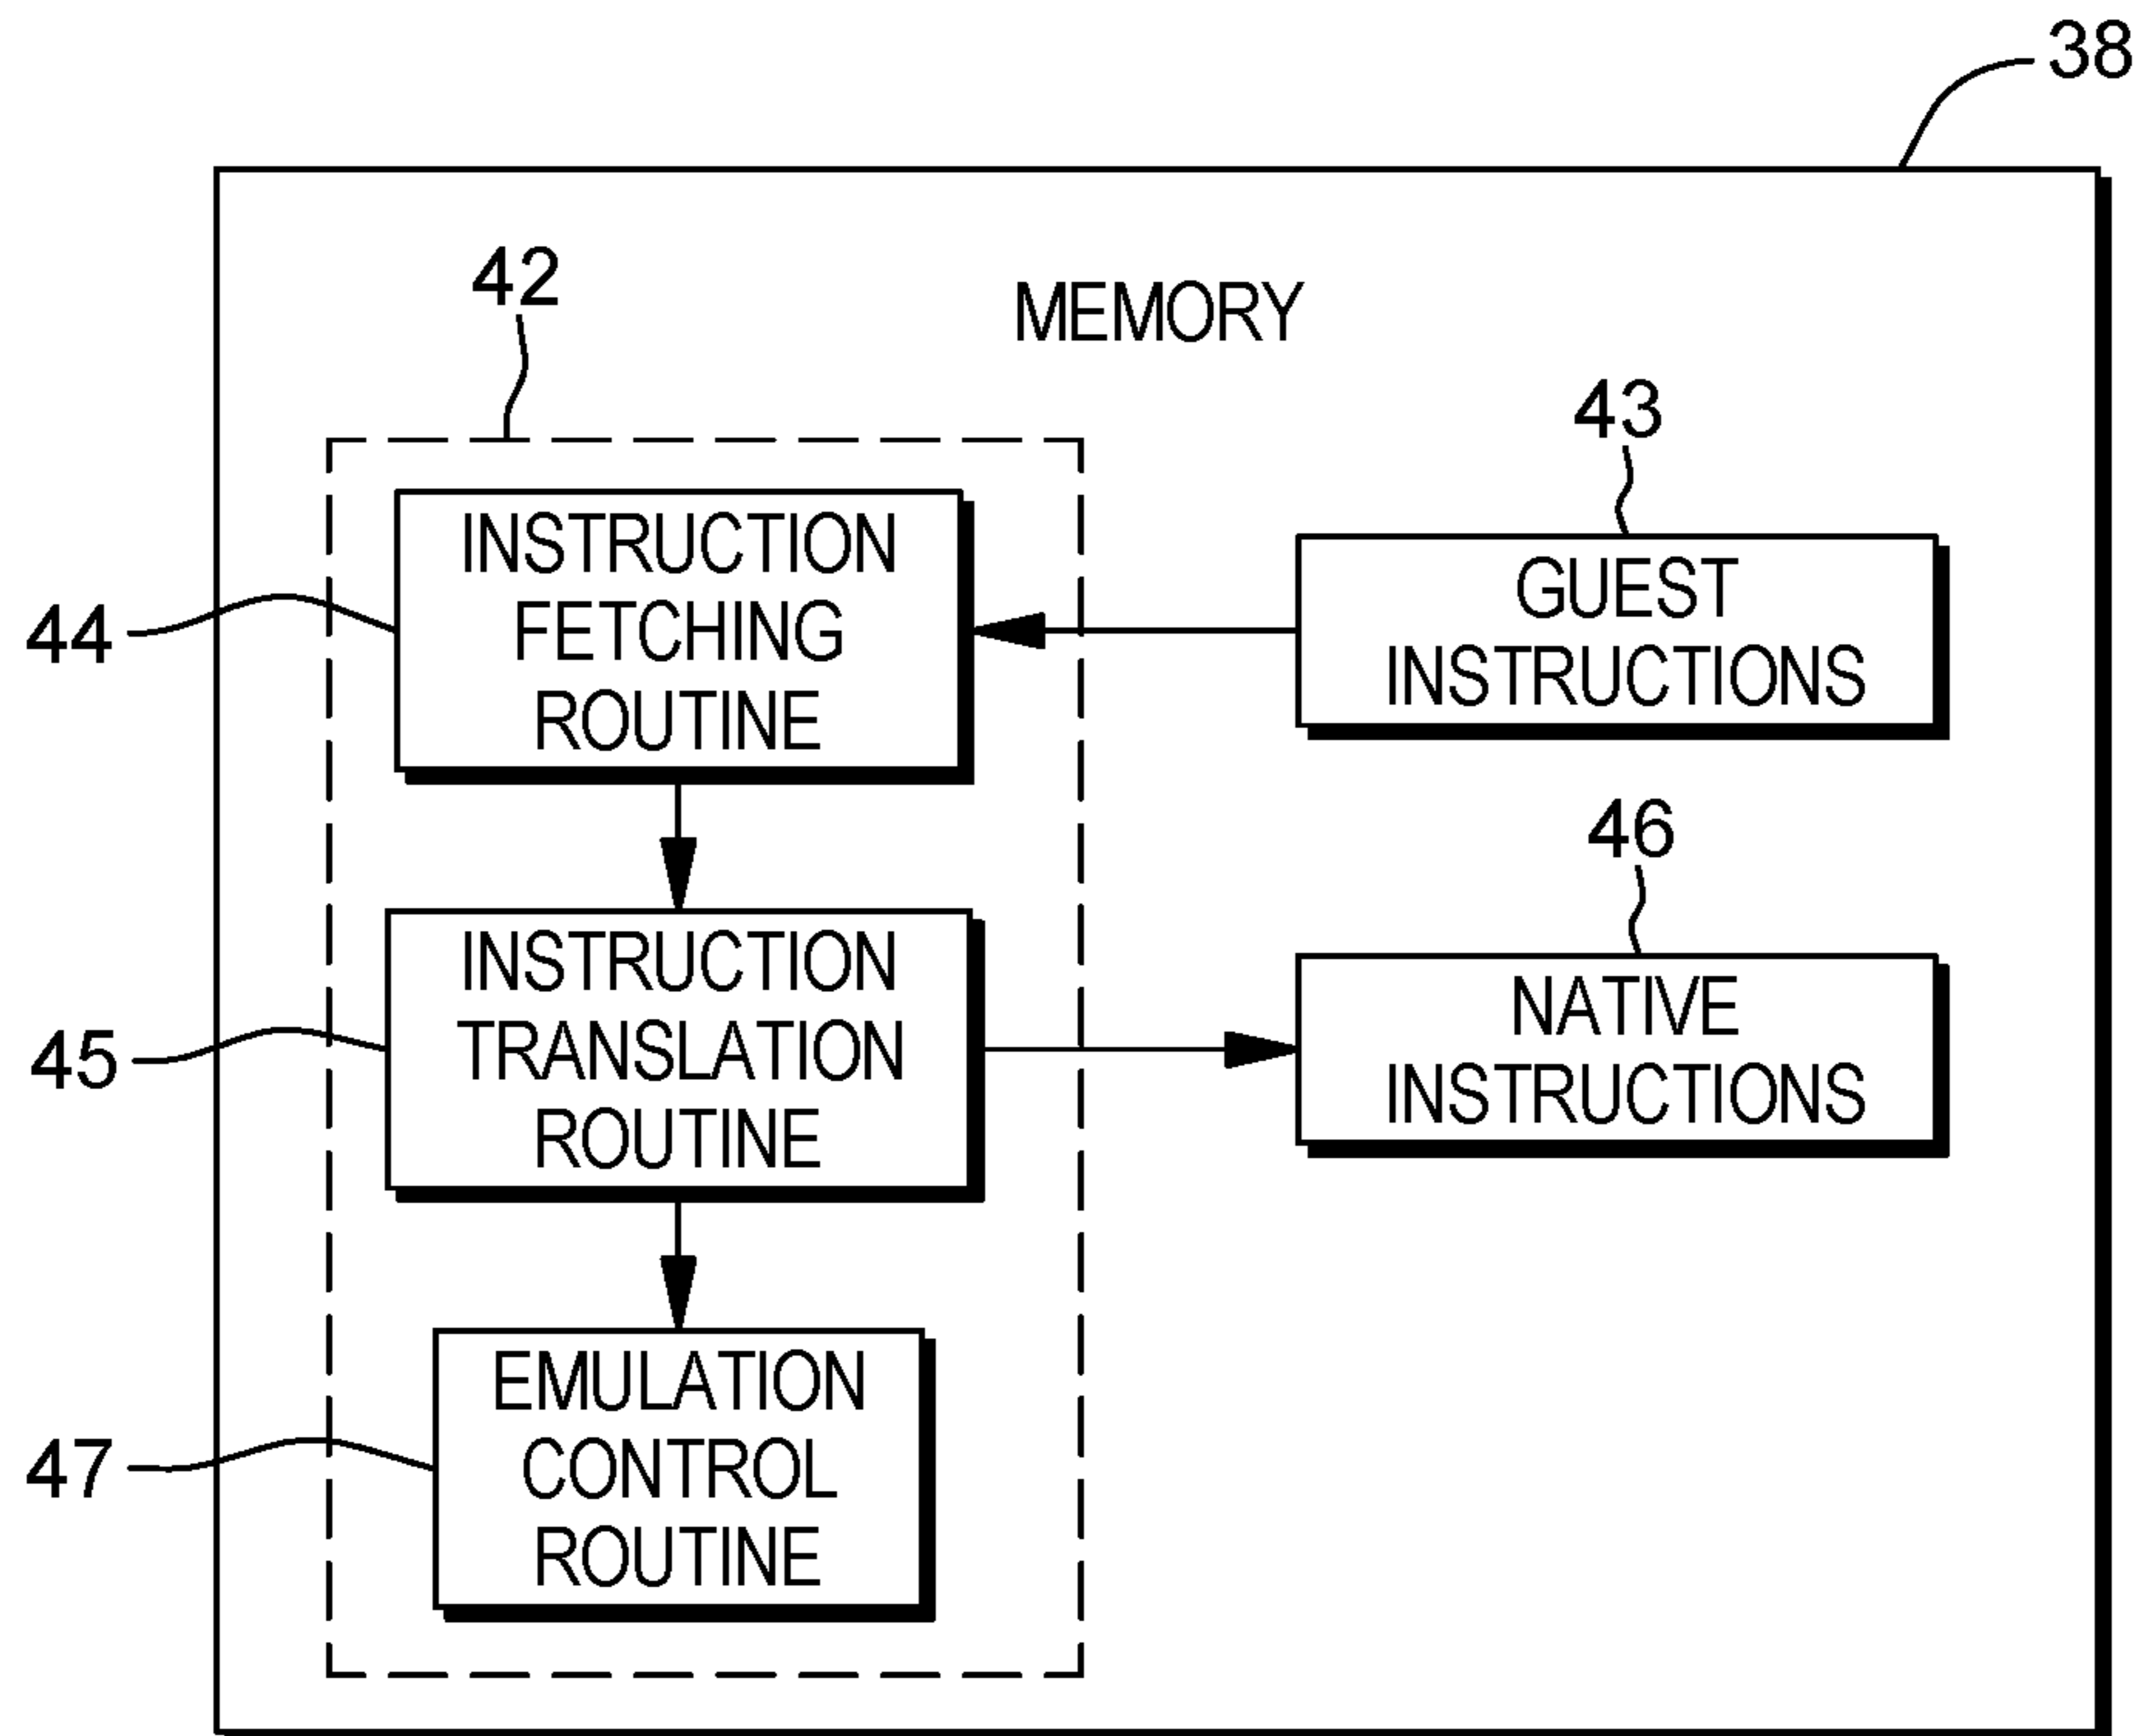 38
42
MEMORY
43
44
INSTRUCTION
FETCHING
ROUTINE
GUEST
INSTRUCTIONS
46
45
INSTRUCTION
TRANSLATION
ROUTINE
NATIVE
INSTRUCTIONS
47
EMULATION
CONTROL
ROUTINE